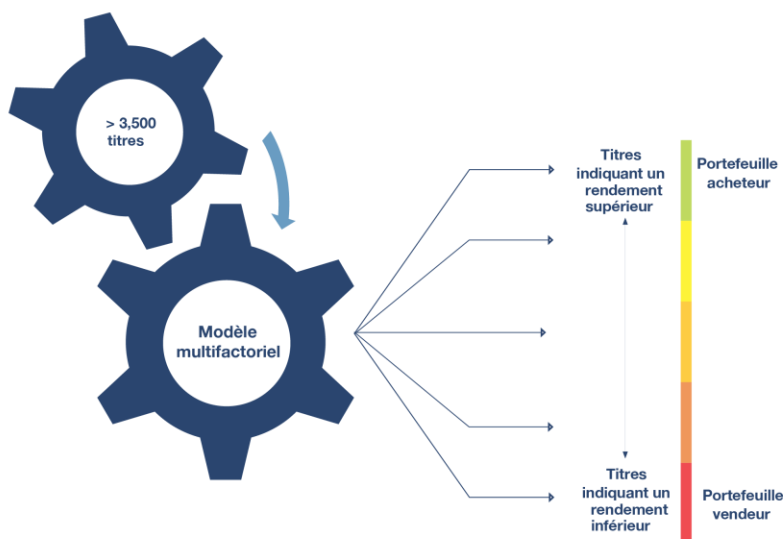 > 3,500
titres
Modèle
multifactoriel
Titres
indiquant un
rendement
supérieur
Portefeuille
acheteur
Titres
indiquant un
rendement
inférieur
Portefeuille
vendeur